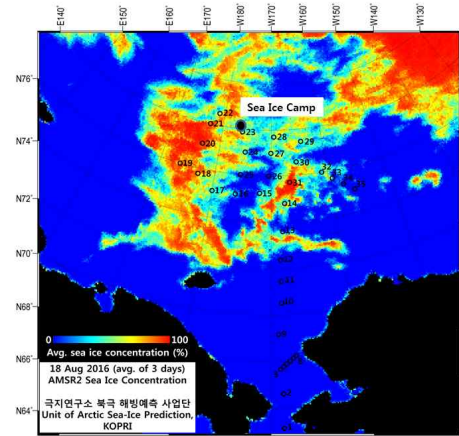 E140° E150° E160° E170° W180° W170° W160° W150° W140° W130°
N76°
N74°
N72°
N70°
N68°
N66°
N64°
Sea Ice Camp
22
21
23
20
28
29
27
19
30
18
32
31
17
15
14
0 100
Avg. sea ice concentration (%)
18 Aug 2016 (avg. of 3 days)
AMSR2 Sea Ice Concentration
극지연구소 북극 해빙예측 사업단
Unit of Arctic Sea-Ice Prediction,
KOPRI